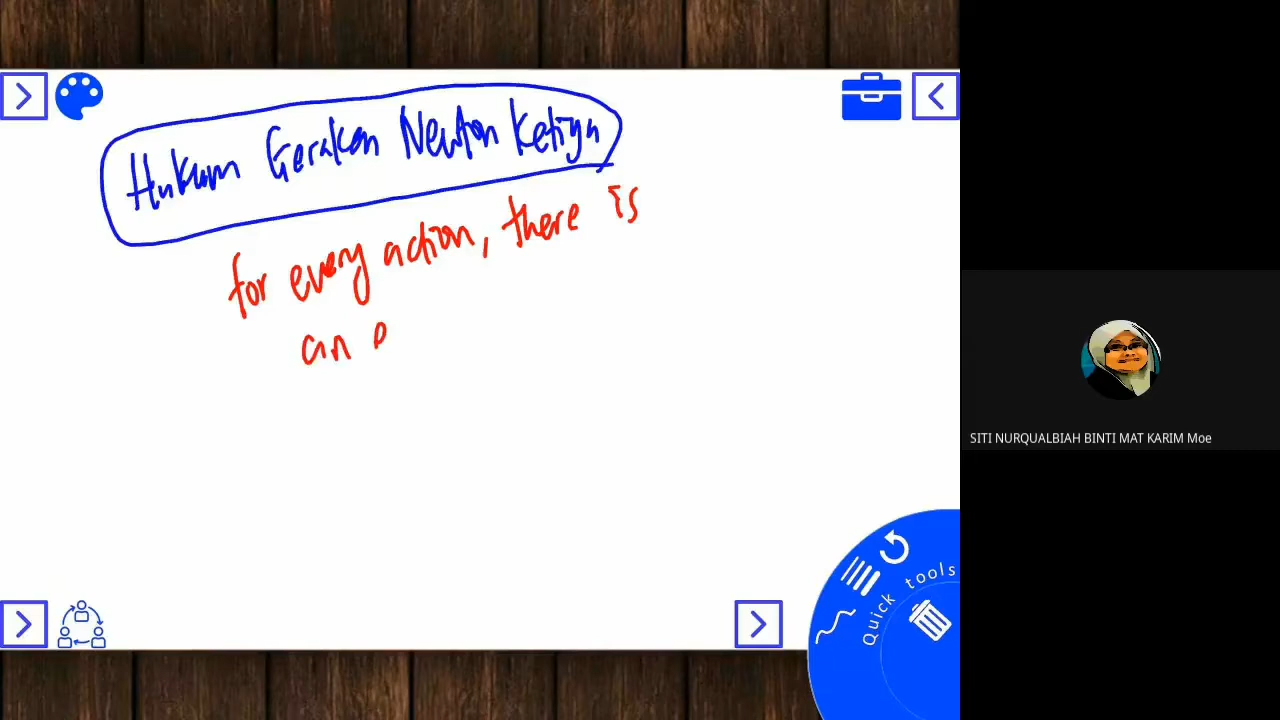 Hukum Gerakan Newton Ketiga
for every action, there is
an
Quick tools
SITI NURQUALBIAH BINTI MAT KARIM Moe